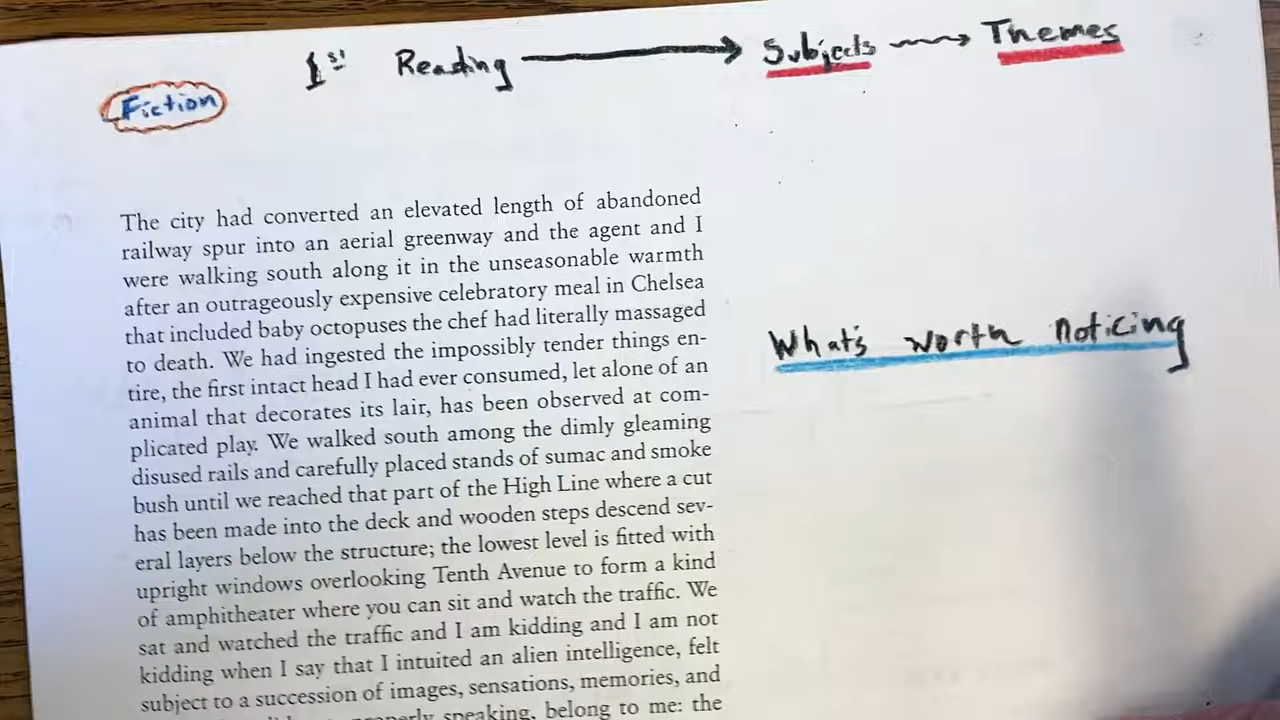 1st Reading → Subjects → Themes
Fiction
The city had converted an elevated length of abandoned
railway spur into an aerial greenway and the agent and I
were walking south along it in the unseasonable warmth
after an outrageously expensive celebratory meal in Chelsea
that included baby octopuses the chef had literally massaged
to death. We had ingested the impossibly tender things en-
tire, the first intact head I had ever consumed, let alone of an
animal that decorates its lair, has been observed at com-
plicated play. We walked south among the dimly gleaming
disused rails and carefully placed stands of sumac and smoke
bush until we reached that part of the High Line where a cut
has been made into the deck and wooden steps descend sev-
eral layers below the structure; the lowest level is fitted with
upright windows overlooking Tenth Avenue to form a kind
of amphitheater where you can sit and watch the traffic. We
sat and watched the traffic and I am kidding and I am not
kidding when I say that I intuited an alien intelligence, felt
subject to a succession of images, sensations, memories, and
properly speaking, belong to me: the
What's worth noticing